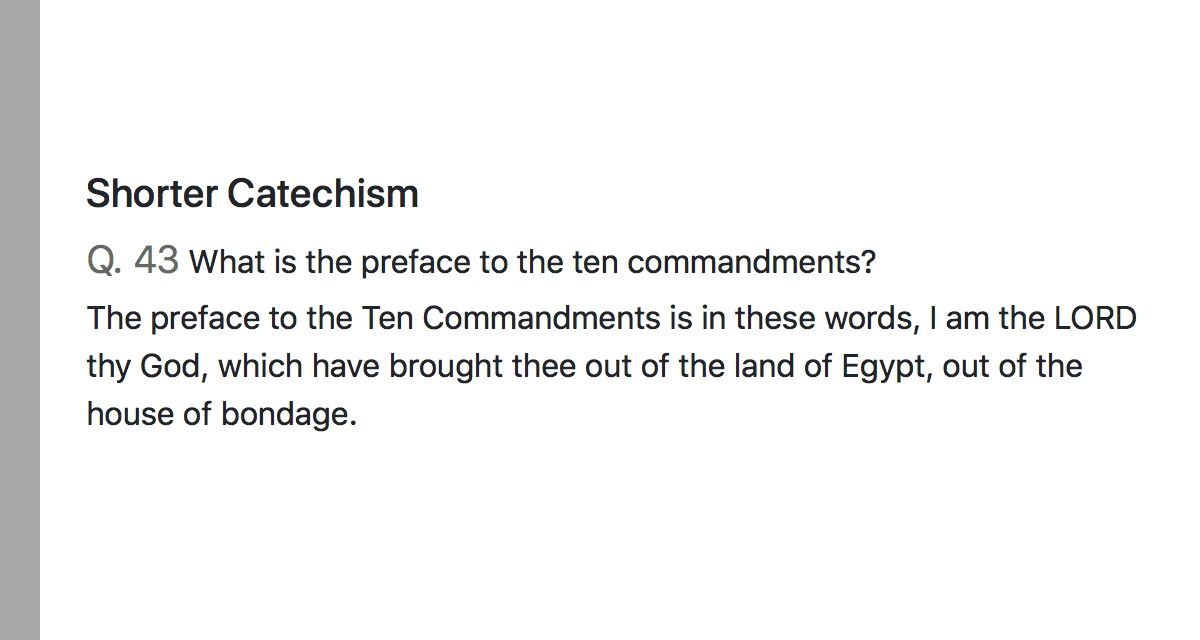 Shorter Catechism
Q. 43 What is the preface to the ten commandments?
The preface to the Ten Commandments is in these words, I am the LORD
thy God, which have brought thee out of the land of Egypt, out of the
house of bondage.